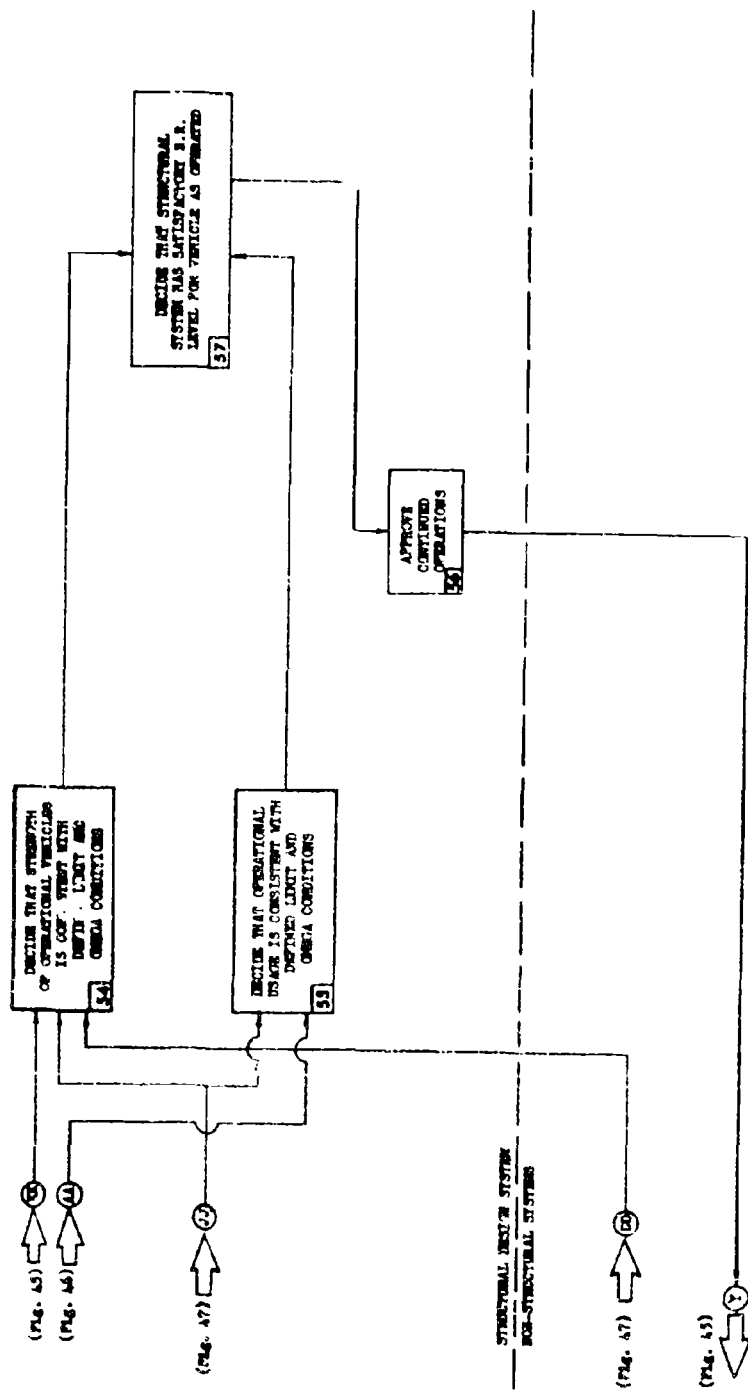 (Fig. 45)
(Fig. 46)
AA
(Fig. 47)
JJ
DECIDE THAT STRENGTH
OF OPERATIONAL VEHICLES
IS WITH
LIMIT AND
OMEGA CONDITIONS
54
DECIDE THAT OPERATIONAL
USAGE IS CONSISTENT WITH
DEFINED LIMIT AND
OMEGA CONDITIONS
55
DECIDE THAT STRUCTURAL
SYSTEM HAS SATISFACTORY S.R.
LEVEL FOR VEHICLE AS OPERATED
57
APPROVE
CONTINUED
OPERATIONS
STRUCTURAL DESIGN SYSTEM
NON-STRUCTURAL SYSTEMS
(Fig. 47)
DD
(Fig. 45)
Y